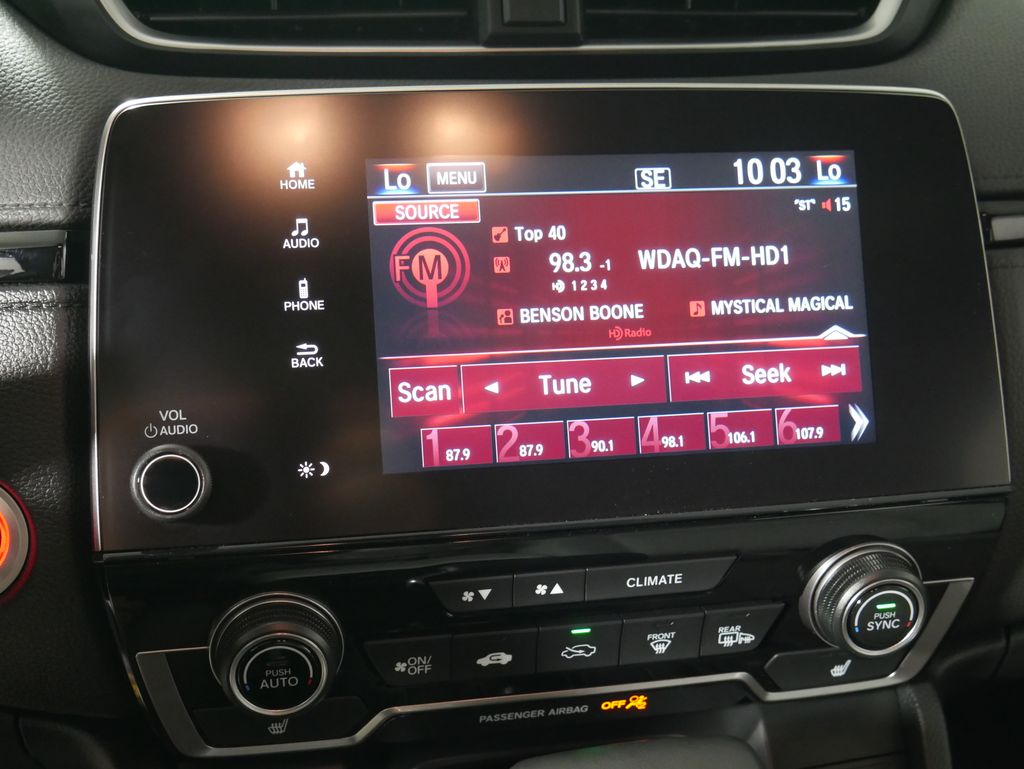 HOME
AUDIO
PHONE
BACK
VOL
AUDIO
Lo MENU SE 10 03 Lo
SOURCE "ST" 15
FM
Top 40
98.3 -1 WDAQ-FM-HD1
HD 1 2 3 4
BENSON BOONE MYSTICAL MAGICAL
HD Radio
Scan Tune Seek
1 87.9 2 87.9 3 90.1 4 98.1 5 106.1 6 107.9
CLIMATE
ON/
OFF
FRONT
REAR
PUSH
AUTO
PUSH
SYNC
PASSENGER AIRBAG OFF